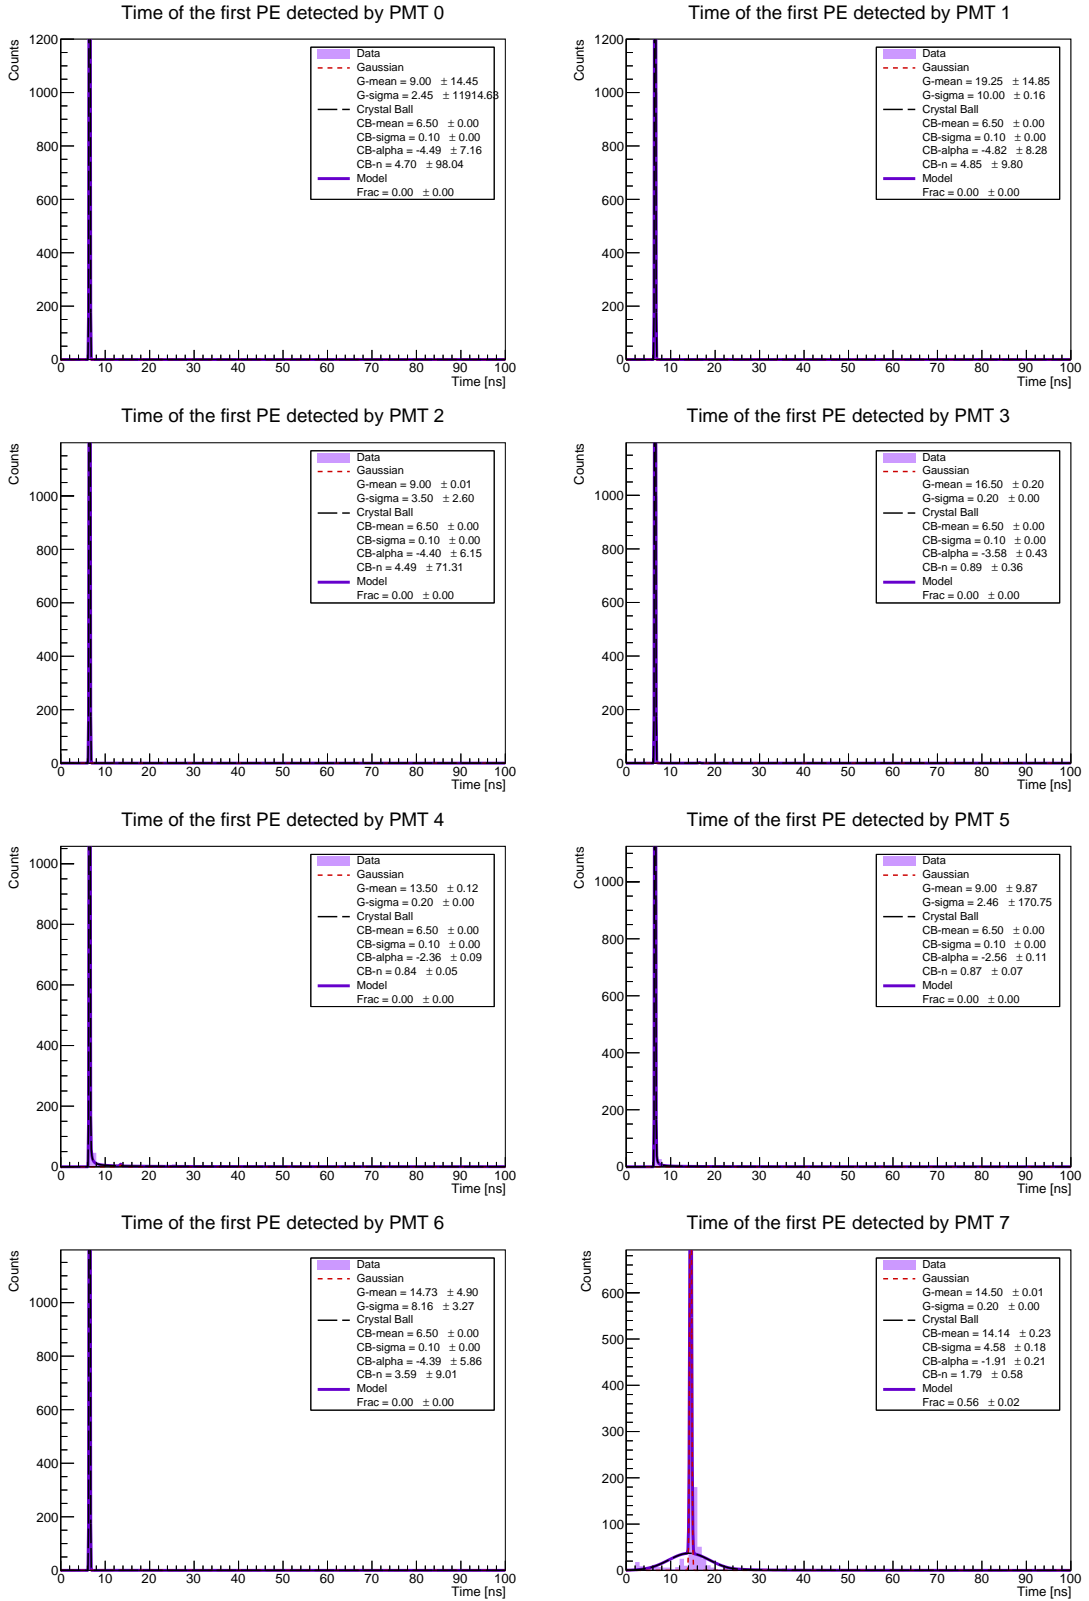 Time of the first PE detected by PMT 0
Counts
1200
1000
800
600
400
200
0
0 10 20 30 40 50 60 70 80 90 100
Time [ns]
Data
Gaussian
G-mean = 9.00 ± 14.45
G-sigma = 2.45 ± 11914.63
Crystal Ball
CB-mean = 6.50 ± 0.00
CB-sigma = 0.10 ± 0.00
CB-alpha = -4.49 ± 7.16
CB-n = 4.70 ± 98.04
Model
Frac = 0.00 ± 0.00
Time of the first PE detected by PMT 1
Counts
1200
1000
800
600
400
200
0
0 10 20 30 40 50 60 70 80 90 100
Time [ns]
Data
Gaussian
G-mean = 19.25 ± 14.85
G-sigma = 10.00 ± 0.16
Crystal Ball
CB-mean = 6.50 ± 0.00
CB-sigma = 0.10 ± 0.00
CB-alpha = -4.82 ± 8.28
CB-n = 4.85 ± 9.80
Model
Frac = 0.00 ± 0.00
Time of the first PE detected by PMT 2
Counts
1000
800
600
400
200
0
0 10 20 30 40 50 60 70 80 90 100
Time [ns]
Data
Gaussian
G-mean = 9.00 ± 0.01
G-sigma = 3.50 ± 2.60
Crystal Ball
CB-mean = 6.50 ± 0.00
CB-sigma = 0.10 ± 0.00
CB-alpha = -4.40 ± 6.15
CB-n = 4.49 ± 71.31
Model
Frac = 0.00 ± 0.00
Time of the first PE detected by PMT 3
Counts
1000
800
600
400
200
0
0 10 20 30 40 50 60 70 80 90 100
Time [ns]
Data
Gaussian
G-mean = 16.50 ± 0.20
G-sigma = 0.20 ± 0.00
Crystal Ball
CB-mean = 6.50 ± 0.00
CB-sigma = 0.10 ± 0.00
CB-alpha = -3.58 ± 0.43
CB-n = 0.89 ± 0.36
Model
Frac = 0.00 ± 0.00
Time of the first PE detected by PMT 4
Counts
1000
800
600
400
200
0
0 10 20 30 40 50 60 70 80 90 100
Time [ns]
Data
Gaussian
G-mean = 13.50 ± 0.12
G-sigma = 0.20 ± 0.00
Crystal Ball
CB-mean = 6.50 ± 0.00
CB-sigma = 0.10 ± 0.00
CB-alpha = -2.36 ± 0.09
CB-n = 0.84 ± 0.05
Model
Frac = 0.00 ± 0.00
Time of the first PE detected by PMT 5
Counts
1000
800
600
400
200
0
0 10 20 30 40 50 60 70 80 90 100
Time [ns]
Data
Gaussian
G-mean = 9.00 ± 9.87
G-sigma = 2.46 ± 170.75
Crystal Ball
CB-mean = 6.50 ± 0.00
CB-sigma = 0.10 ± 0.00
CB-alpha = -2.56 ± 0.11
CB-n = 0.87 ± 0.07
Model
Frac = 0.00 ± 0.00
Time of the first PE detected by PMT 6
Counts
1000
800
600
400
200
0
0 10 20 30 40 50 60 70 80 90 100
Time [ns]
Data
Gaussian
G-mean = 14.73 ± 4.90
G-sigma = 8.16 ± 3.27
Crystal Ball
CB-mean = 6.50 ± 0.00
CB-sigma = 0.10 ± 0.00
CB-alpha = -4.39 ± 5.86
CB-n = 3.59 ± 9.01
Model
Frac = 0.00 ± 0.00
Time of the first PE detected by PMT 7
Counts
600
500
400
300
200
100
0
0 10 20 30 40 50 60 70 80 90 100
Time [ns]
Data
Gaussian
G-mean = 14.50 ± 0.01
G-sigma = 0.20 ± 0.00
Crystal Ball
CB-mean = 14.14 ± 0.23
CB-sigma = 4.58 ± 0.18
CB-alpha = -1.91 ± 0.21
CB-n = 1.79 ± 0.58
Model
Frac = 0.56 ± 0.02